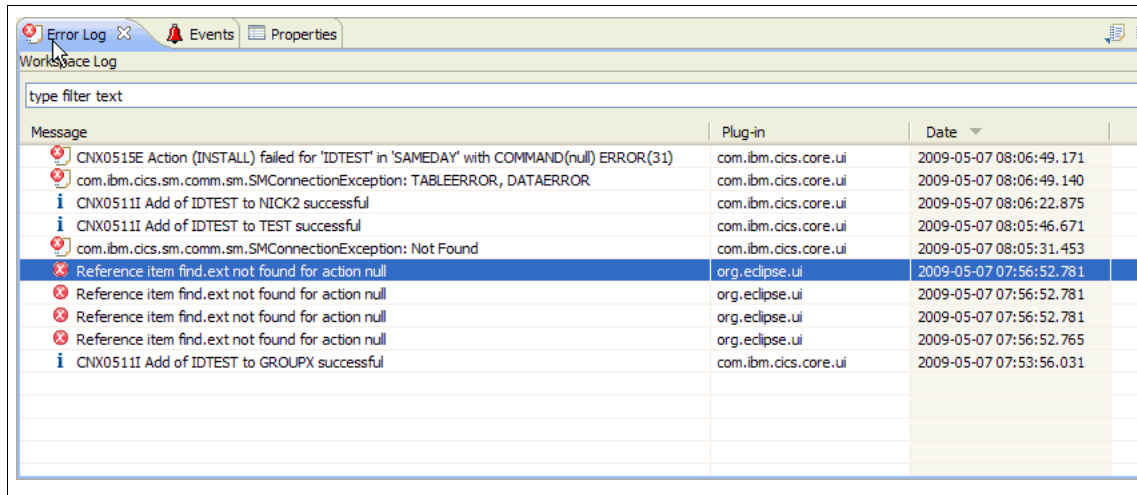 Error Log Events Properties
Workspace Log
type filter text
Message Plug-in Date
CNX0515E Action (INSTALL) failed for 'IDTEST' in 'SAMEDAY' with COMMAND(null) ERROR(31) com.ibm.cics.core.ui 2009-05-07 08:06:49.171
com.ibm.cics.sm.comm.sm.SMConnectionException: TABLEERROR, DATAERROR com.ibm.cics.core.ui 2009-05-07 08:06:49.140
CNX0511I Add of IDTEST to NICK2 successful com.ibm.cics.core.ui 2009-05-07 08:06:22.875
CNX0511I Add of IDTEST to TEST successful com.ibm.cics.core.ui 2009-05-07 08:05:46.671
com.ibm.cics.sm.comm.sm.SMConnectionException: Not Found com.ibm.cics.core.ui 2009-05-07 08:05:31.453
Reference item find.ext not found for action null org.eclipse.ui 2009-05-07 07:56:52.781
Reference item find.ext not found for action null org.eclipse.ui 2009-05-07 07:56:52.781
Reference item find.ext not found for action null org.eclipse.ui 2009-05-07 07:56:52.781
Reference item find.ext not found for action null org.eclipse.ui 2009-05-07 07:56:52.765
CNX0511I Add of IDTEST to GROUPX successful com.ibm.cics.core.ui 2009-05-07 07:53:56.031